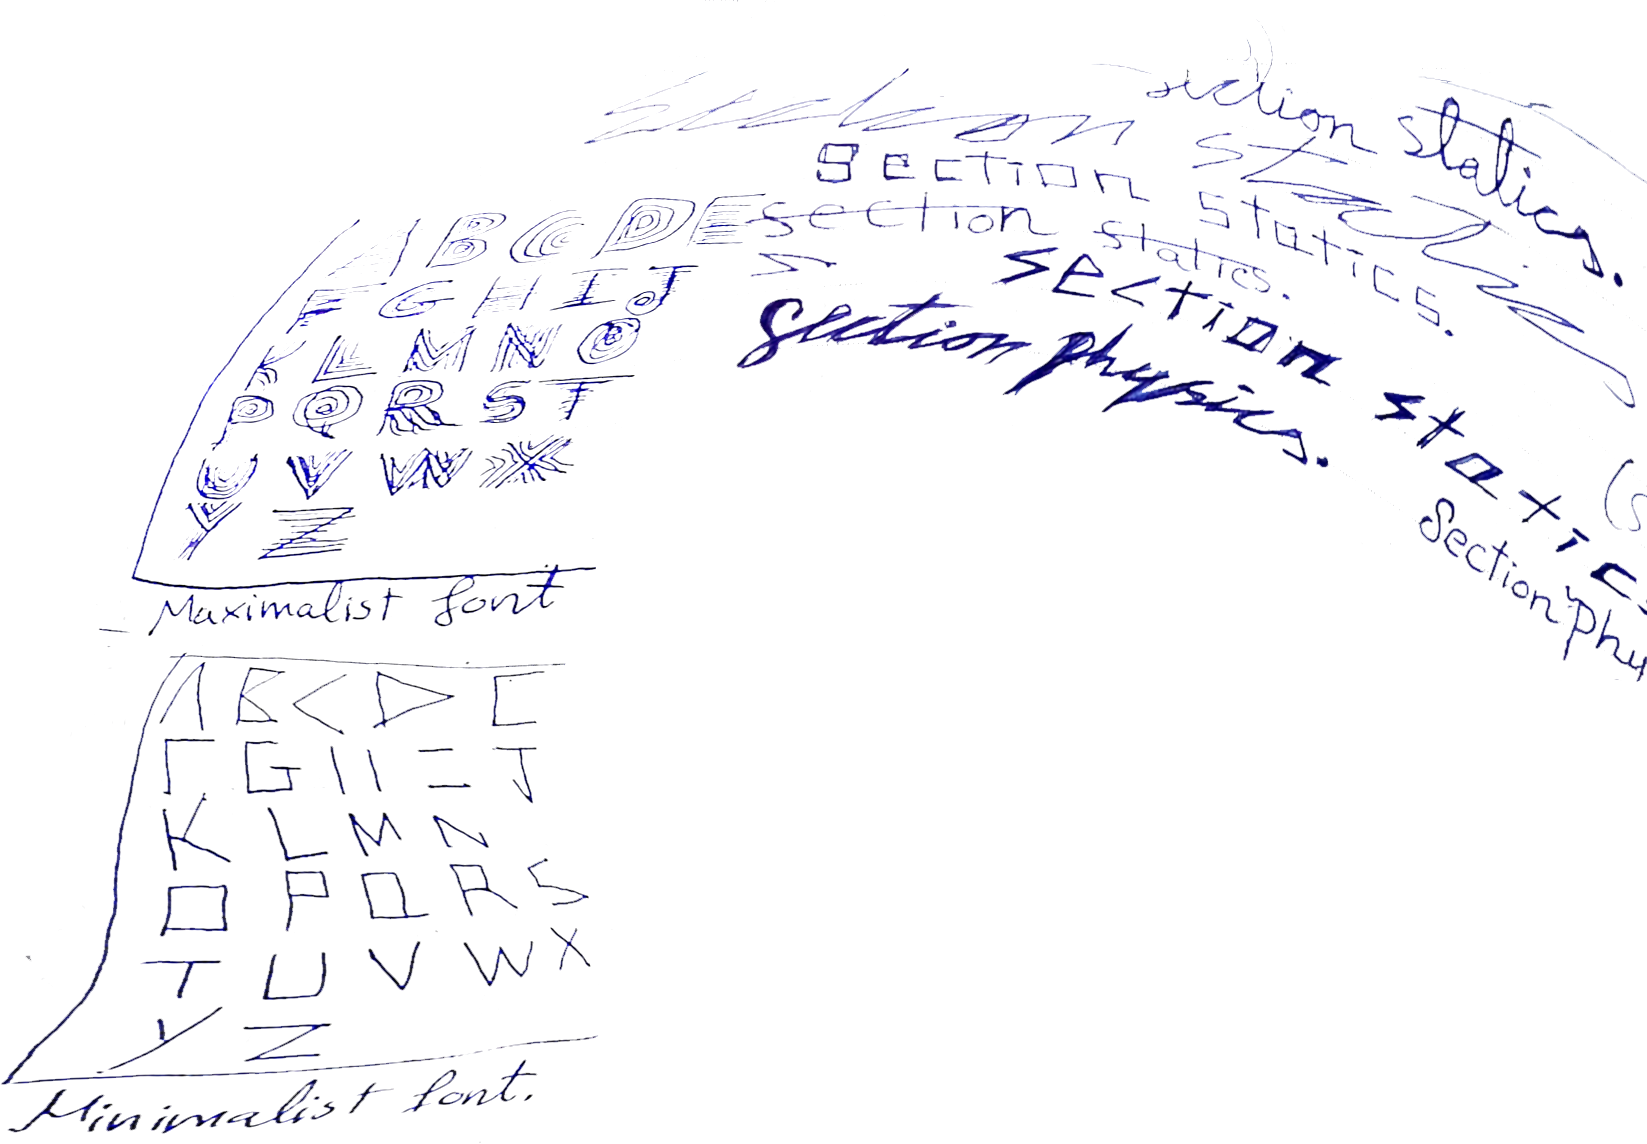 section statics.
section statics.
section statics.
section statics.
section statics
section physics.
Section Phy
A B C D E
F G H I J
K L M N O
P Q R S T
U V W X
Y Z
Maximalist font
A B C D E
F G H I J
K L M N
O P Q R S
T U V W X
Y Z
Minimalist font.